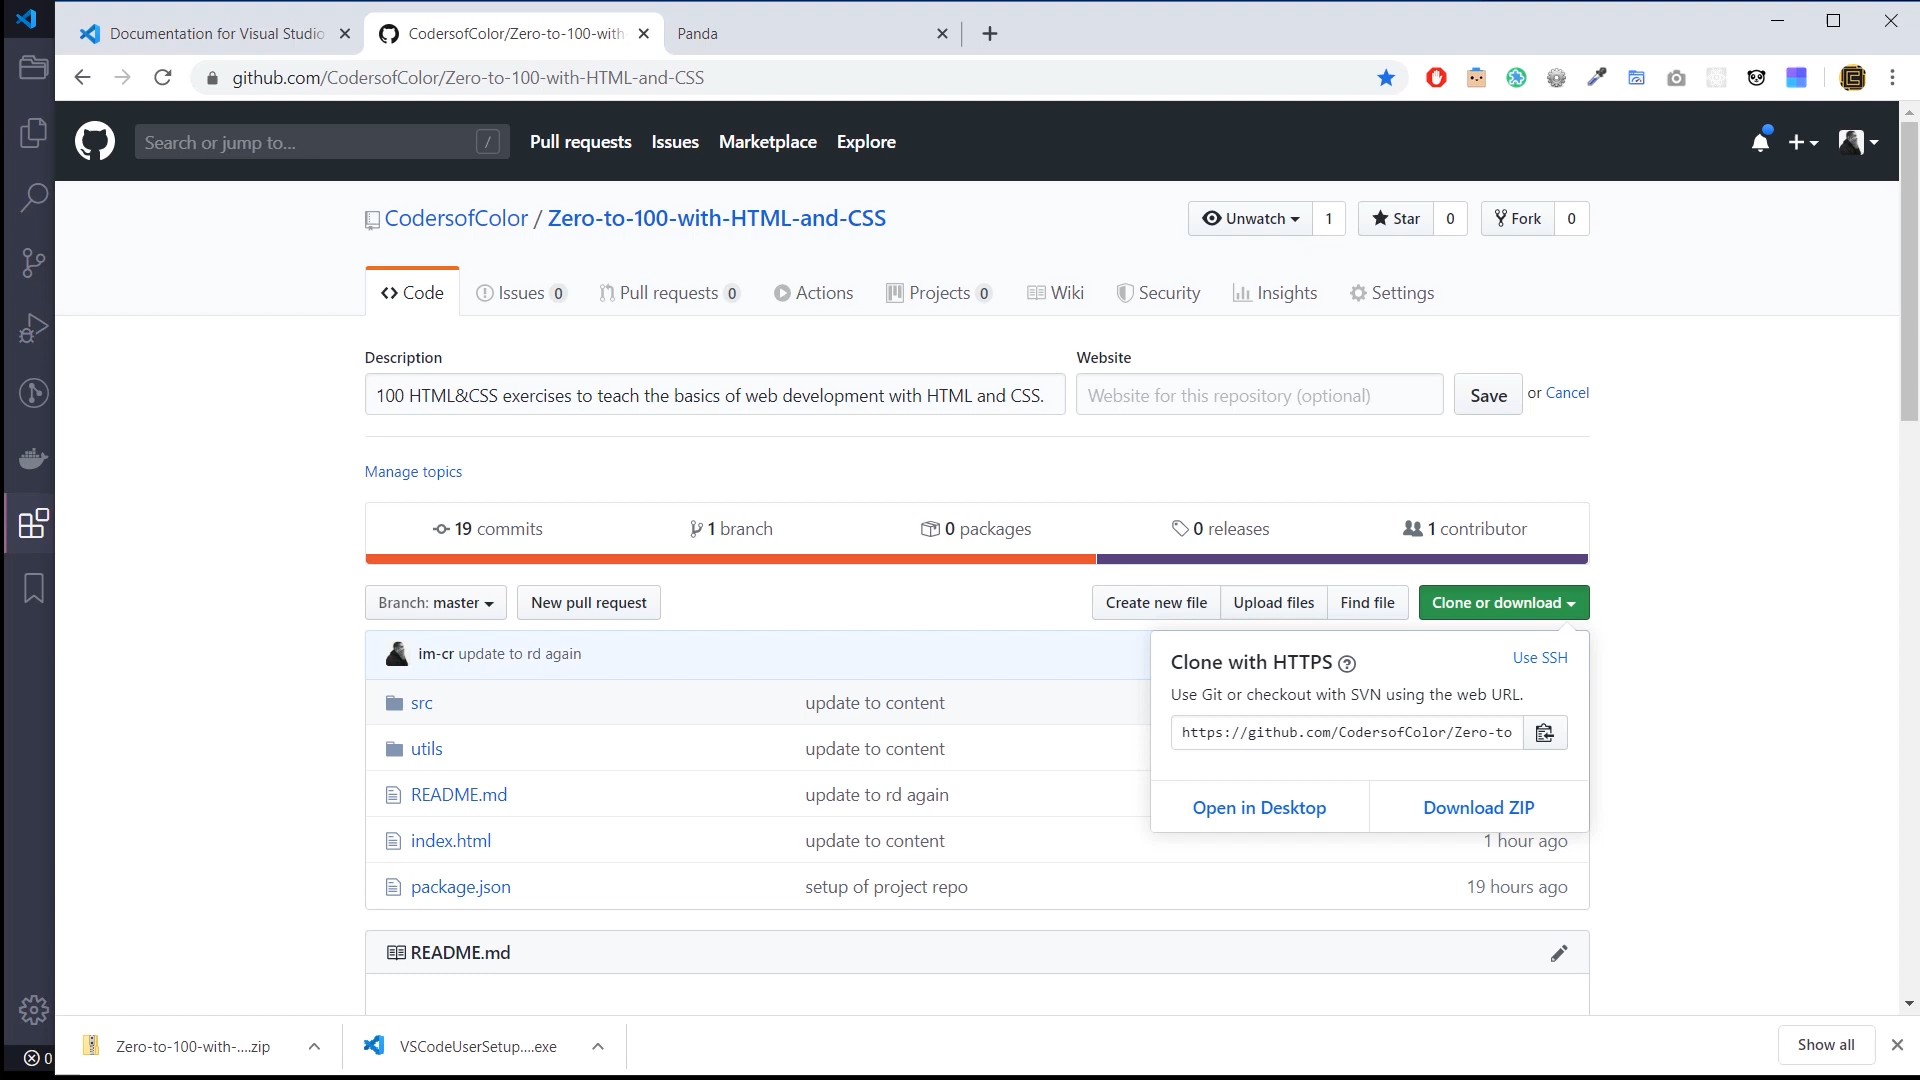 Documentation for Visual Studio
CodersofColor/Zero-to-100-with
Panda
github.com/CodersofColor/Zero-to-100-with-HTML-and-CSS
Search or jump to...
/
Pull requests
Issues
Marketplace
Explore
CodersofColor / Zero-to-100-with-HTML-and-CSS
Unwatch 1
Star 0
Fork 0
Code
Issues 0
Pull requests 0
Actions
Projects 0
Wiki
Security
Insights
Settings
Description
Website
100 HTML&CSS exercises to teach the basics of web development with HTML and CSS.
Website for this repository (optional)
Save or Cancel
Manage topics
19 commits
1 branch
0 packages
0 releases
1 contributor
Branch: master
New pull request
Create new file
Upload files
Find file
Clone or download
im-cr update to rd again
Clone with HTTPS
Use SSH
Use Git or checkout with SVN using the web URL.
https://github.com/CodersofColor/Zero-to
Open in Desktop
Download ZIP
src update to content
utils update to content
README.md update to rd again
index.html update to content 1 hour ago
package.json setup of project repo 19 hours ago
README.md
0
Zero-to-100-with-....zip
VSCodeUserSetup....exe
Show all